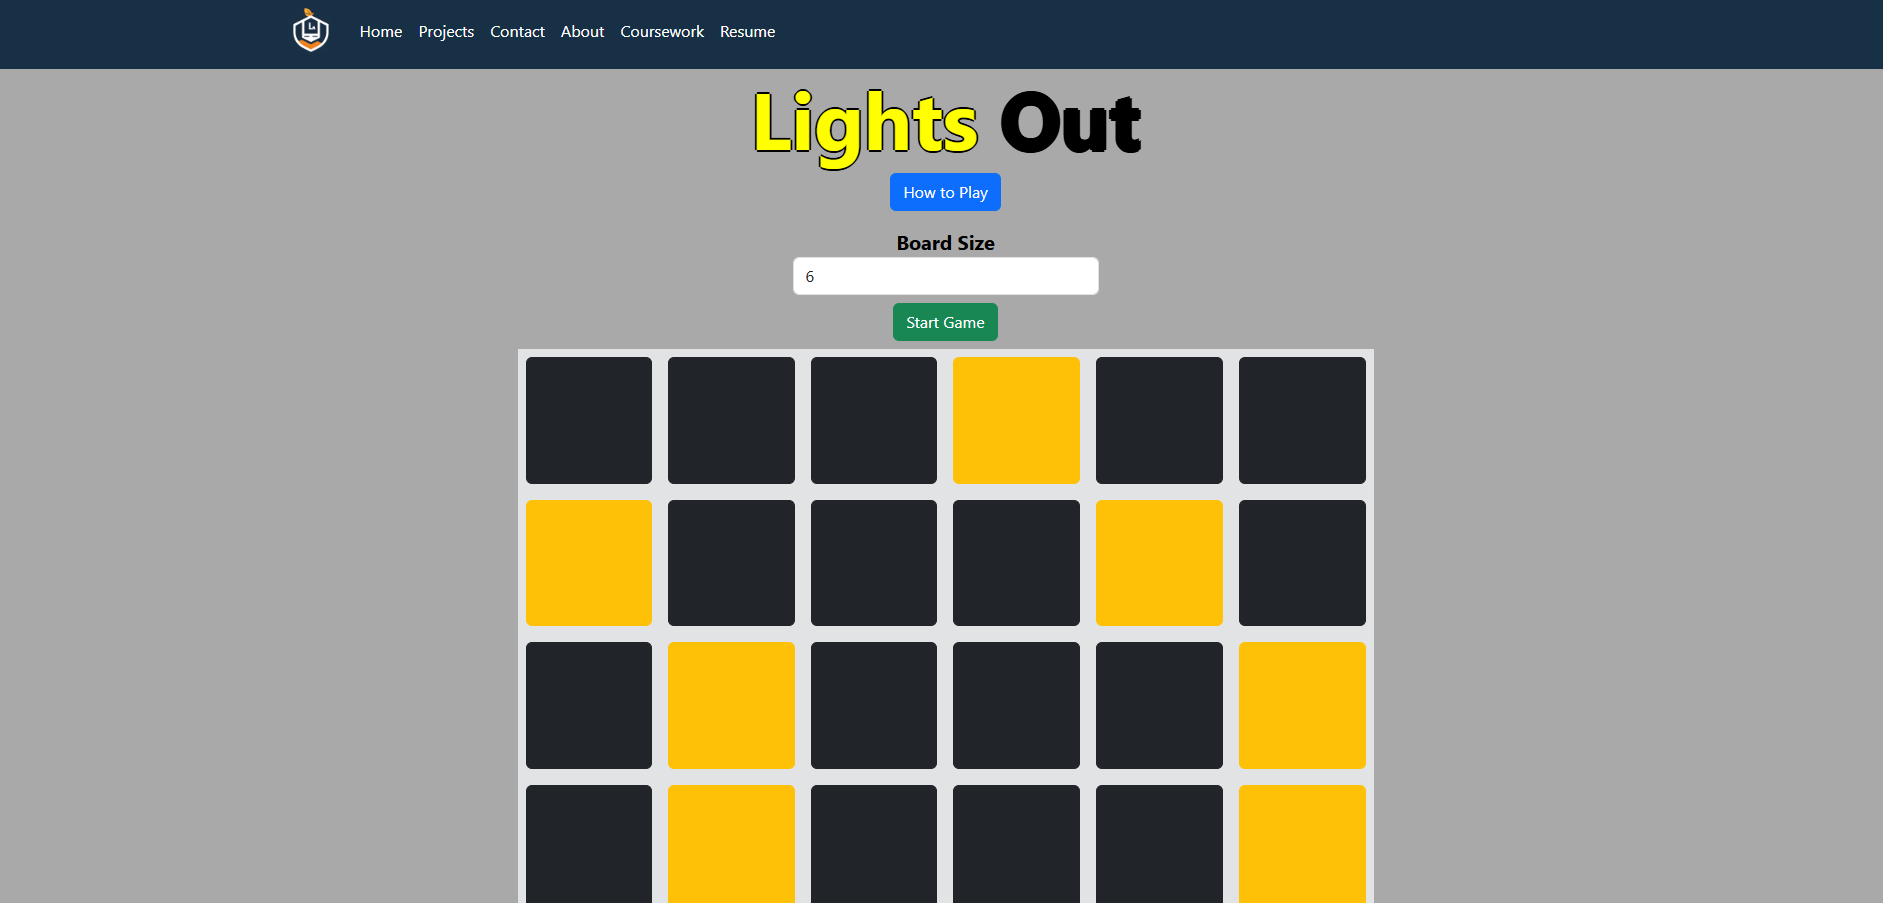 Home Projects Contact About Coursework Resume
Lights Out
How to Play
Board Size
6
Start Game